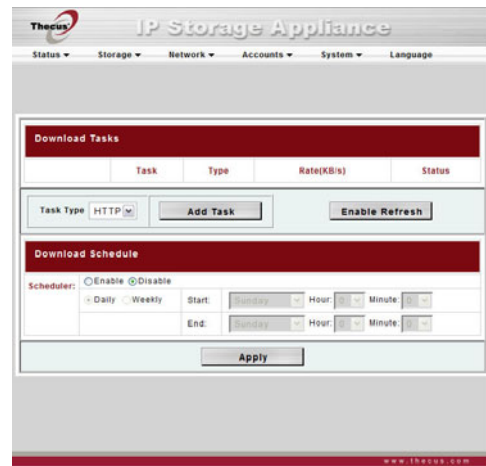 Thecus IP Storage Appliance
Status Storage Network Accounts System Language
Download Tasks
Task Type Rate(KB/s) Status
Task Type HTTP Add Task Enable Refresh
Download Schedule
Scheduler: Enable Disable
Daily Weekly Start: Sunday Hour: 0 Minute: 0
End: Sunday Hour: 0 Minute: 0
Apply
www.thecus.com